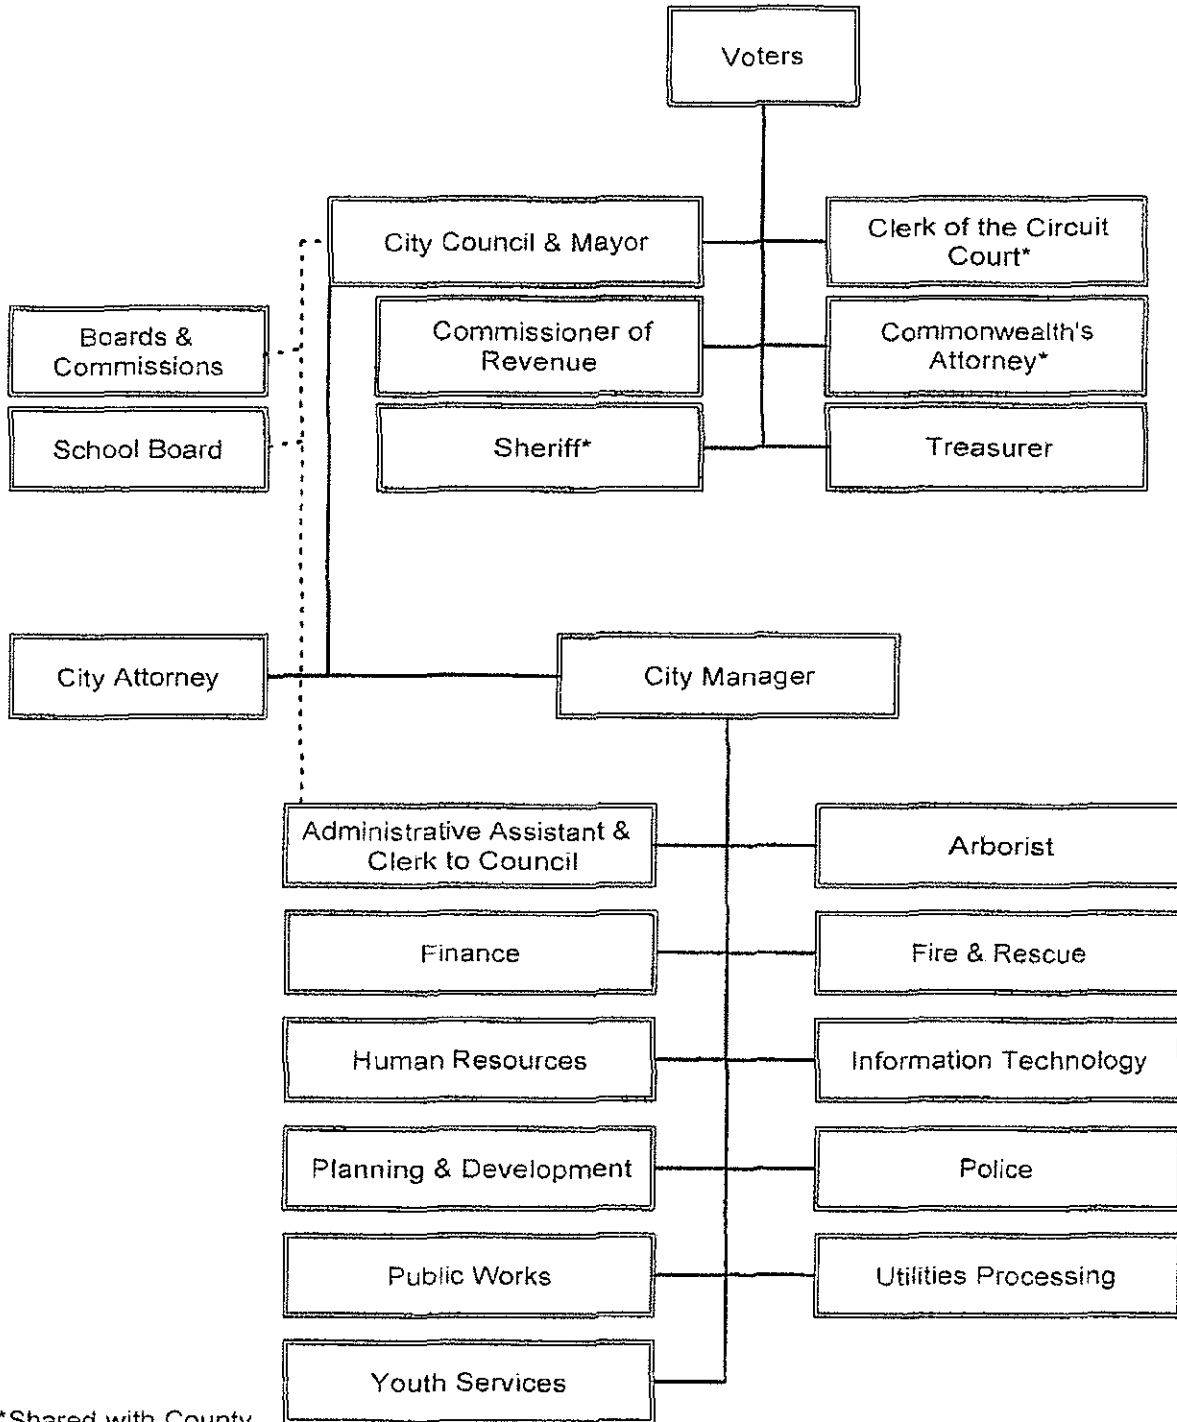 Voters
City Council & Mayor
Clerk of the Circuit
Court*
Boards &
Commissions
Commissioner of
Revenue
Commonwealth's
Attorney*
School Board
Sheriff*
Treasurer
City Attorney
City Manager
Administrative Assistant &
Clerk to Council
Arborist
Finance
Fire & Rescue
Human Resources
Information Technology
Planning & Development
Police
Public Works
Utilities Processing
Youth Services
*Shared with County